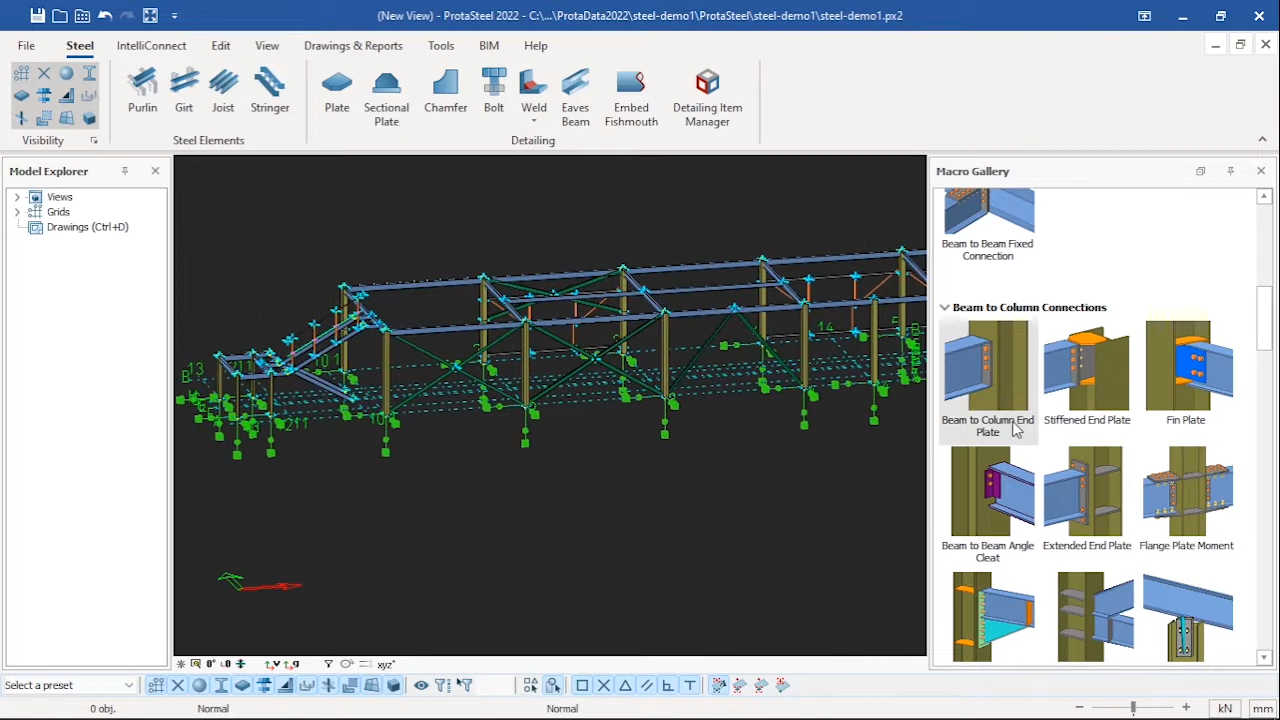 (New View) - ProtaSteel 2022 - C:\...\ProtaData2022\steel-demo1\ProtaSteel\steel-demo1\steel-demo1.px2
File
Steel
IntelliConnect
Edit
View
Drawings & Reports
Tools
BIM
Help
Purlin
Girt
Joist
Stringer
Plate
Sectional
Plate
Chamfer
Bolt
Weld
Eaves
Beam
Embed
Fishmouth
Detailing Item
Manager
Visibility
Steel Elements
Detailing
Model Explorer
Views
Grids
Drawings (Ctrl+D)
13
B
14
211
Macro Gallery
Beam to Beam Fixed
Connection
Beam to Column Connections
Beam to Column End
Plate
Stiffened End Plate
Fin Plate
Beam to Beam Angle
Cleat
Extended End Plate
Flange Plate Moment
xyz*
Select a preset
0 obj.
Normal
Normal
kN
mm